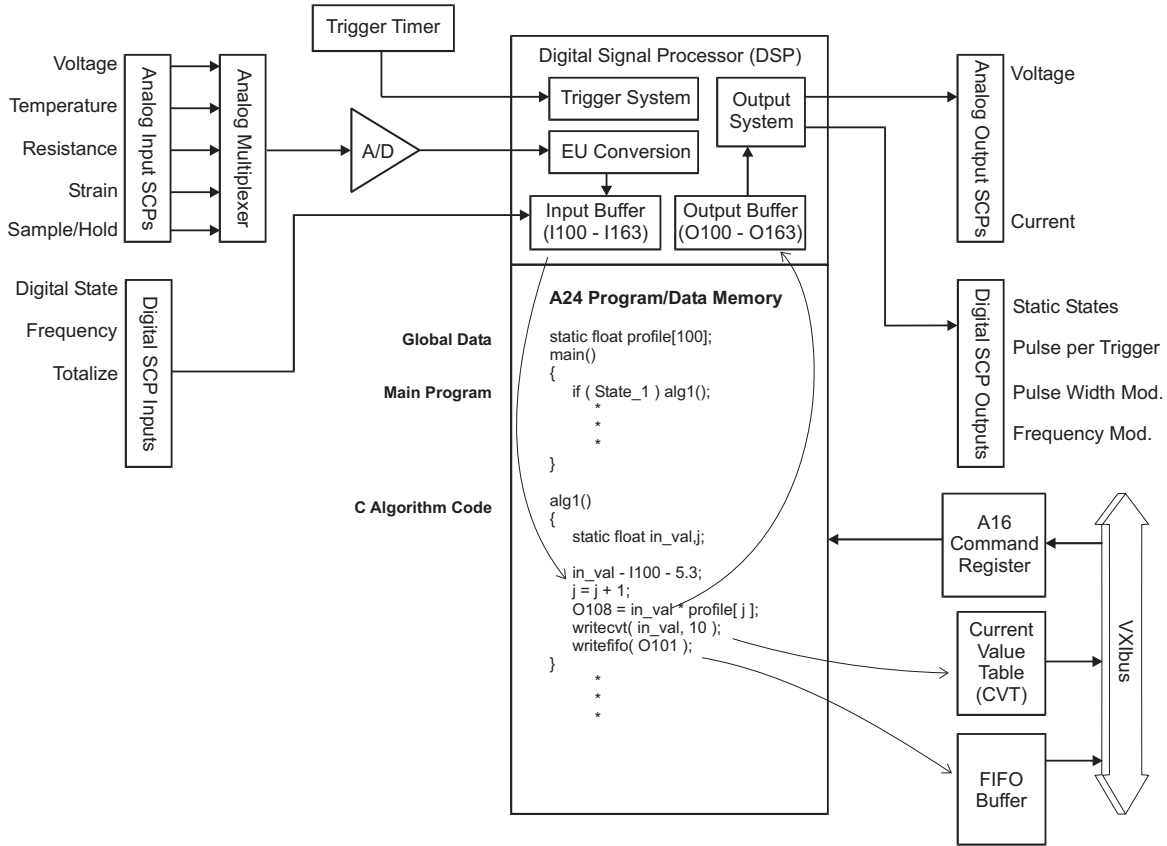 Trigger Timer
Voltage
Temperature
Resistance
Strain
Sample/Hold
Analog Input SCPs
Analog Multiplexer
A/D
Digital State
Frequency
Totalize
Digital SCP Inputs
Digital Signal Processor (DSP)
Trigger System
EU Conversion
Input Buffer
(I100 - I163)
Output
System
Output Buffer
(O100 - O163)
Analog Output SCPs
Voltage
Current
Digital SCP Outputs
Static States
Pulse per Trigger
Pulse Width Mod.
Frequency Mod.
A24 Program/Data Memory
Global Data
static float profile[100];
main()
{
Main Program
if ( State_1 ) alg1();
*
*
*
}
C Algorithm Code
alg1()
{
static float in_val,j;
in_val - I100 - 5.3;
j = j + 1;
O108 = in_val * profile[ j ];
writecvt( in_val, 10 );
writefifo( O101 );
}
*
*
*
A16
Command
Register
Current
Value
Table
(CVT)
FIFO
Buffer
VXIbus